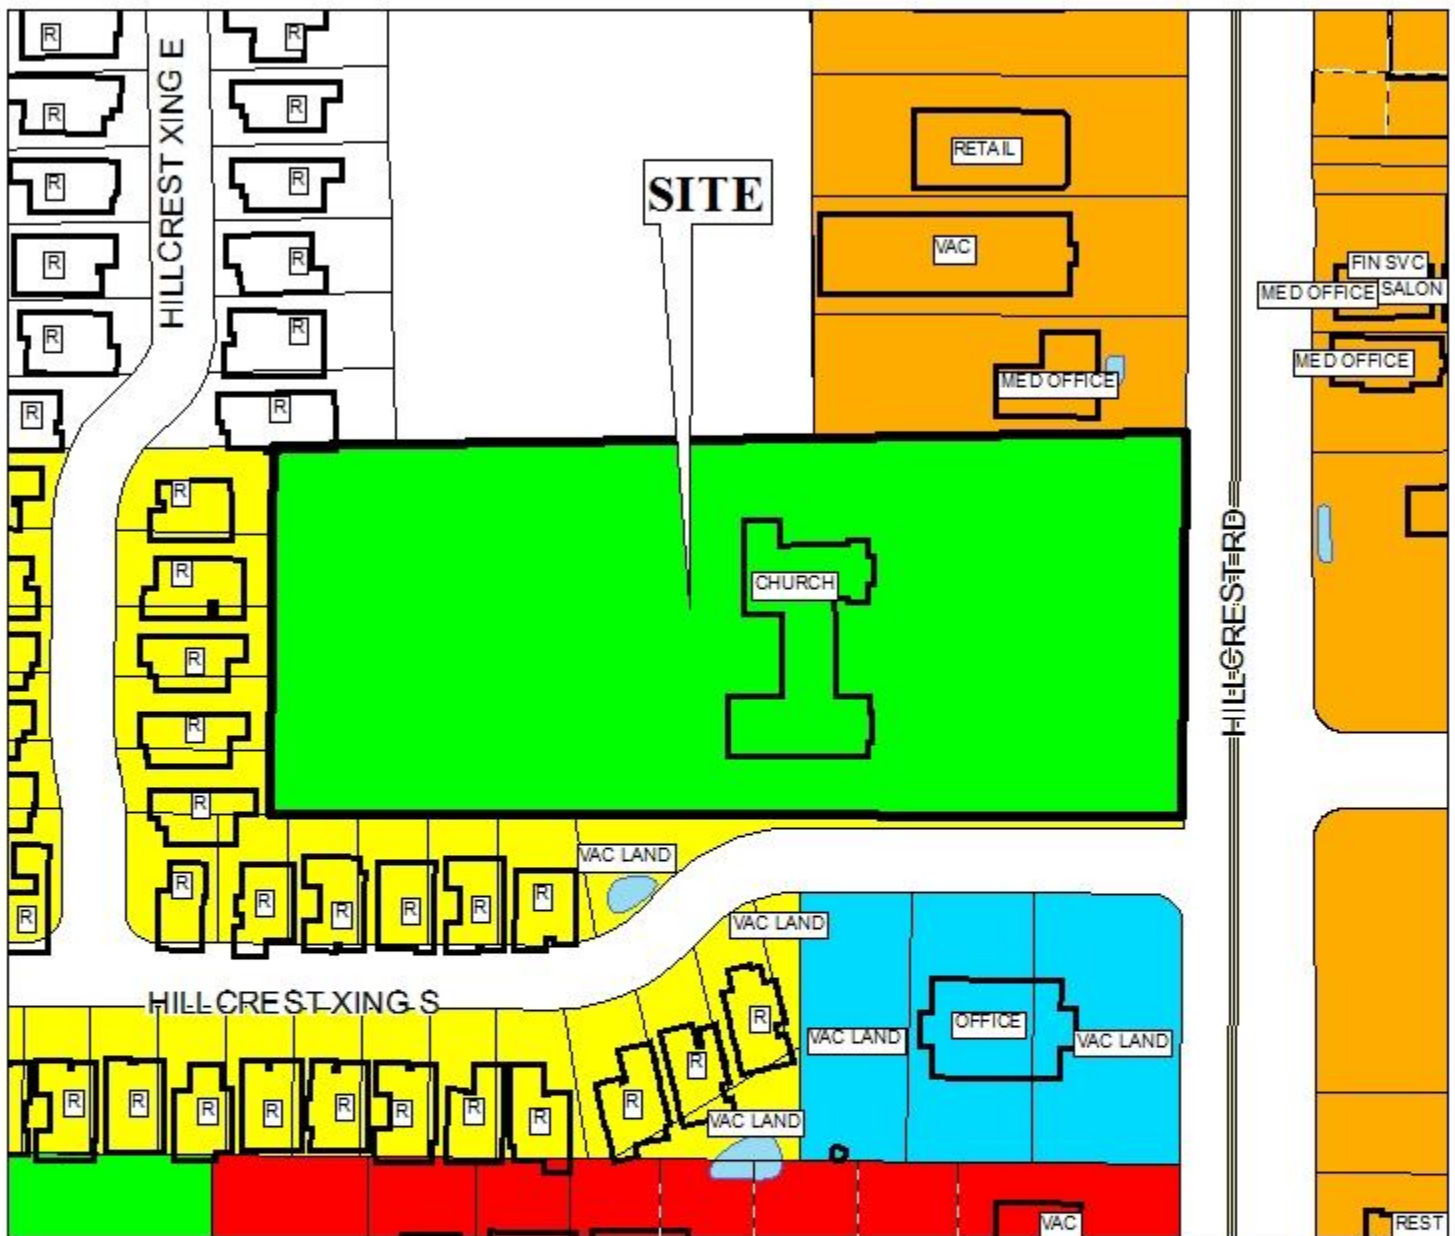 R
R
HILLCREST XING E
R
R
RETAIL
R
R
SITE
R
R
VAC
FIN SVC
MED OFFICE
SALON
R
R
MED OFFICE
MED OFFICE
R
R
R
R
CHURCH
HILLCREST RD
R
R
R
VAC LAND
R
R
R
R
R
R
R
R
VAC LAND
HILLCREST XING S
R
OFFICE
VAC LAND
VAC LAND
R
R
R
R
R
R
R
R
R
R
R
VAC LAND
VAC
REST